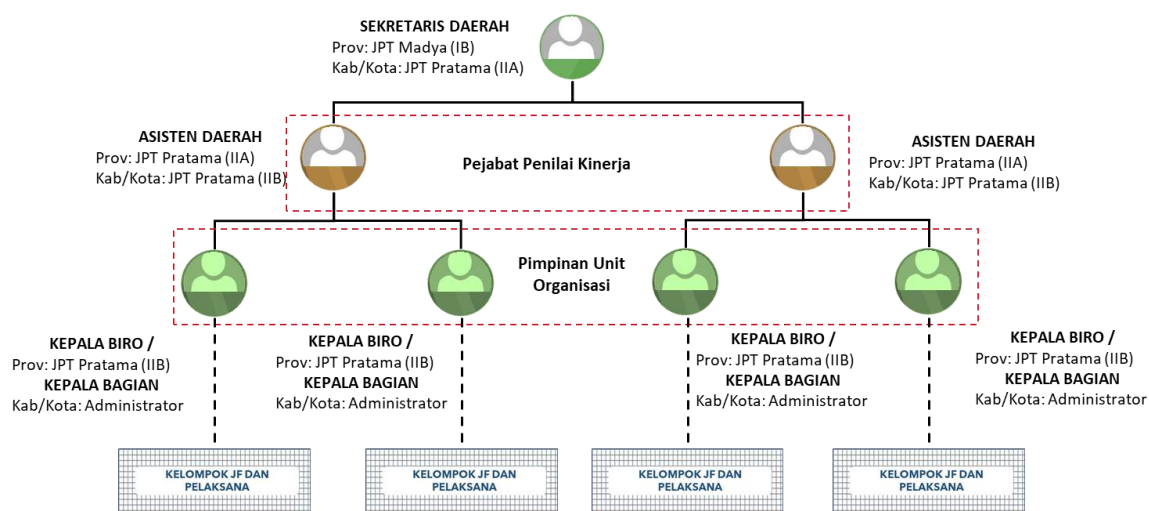 SEKRETARIS DAERAH
Prov: JPT Madya (IB)
Kab/Kota: JPT Pratama (IIA)
ASISTEN DAERAH
Prov: JPT Pratama (IIA)
Kab/Kota: JPT Pratama (IIB)
Pejabat Penilai Kinerja
ASISTEN DAERAH
Prov: JPT Pratama (IIA)
Kab/Kota: JPT Pratama (IIB)
Pimpinan Unit
Organisasi
KEPALA BIRO /
Prov: JPT Pratama (IIB)
KEPALA BAGIAN
Kab/Kota: Administrator
KEPALA BIRO /
Prov: JPT Pratama (IIB)
KEPALA BAGIAN
Kab/Kota: Administrator
KEPALA BIRO /
Prov: JPT Pratama (IIB)
KEPALA BAGIAN
Kab/Kota: Administrator
KEPALA BIRO /
Prov: JPT Pratama (IIB)
KEPALA BAGIAN
Kab/Kota: Administrator
KELOMPOK JF DAN
PELAKSANA
KELOMPOK JF DAN
PELAKSANA
KELOMPOK JF DAN
PELAKSANA
KELOMPOK JF DAN
PELAKSANA